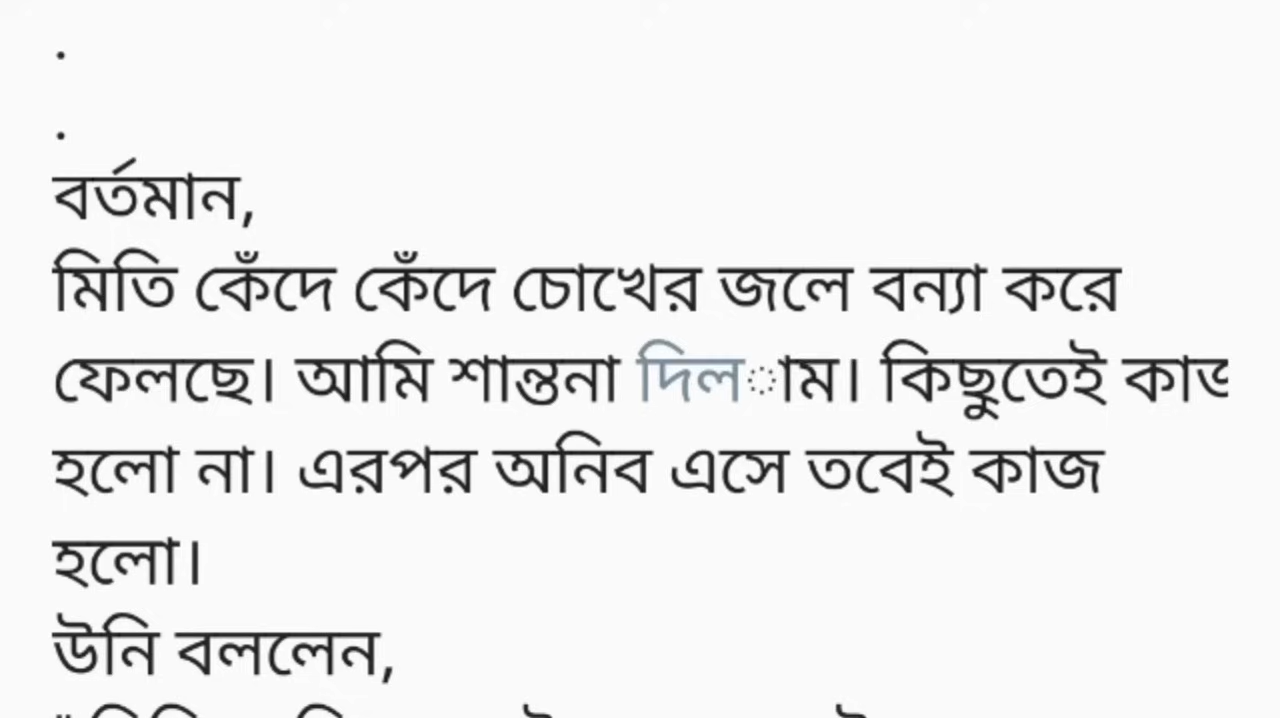 .
.
বর্তমান,
মিতি কেঁদে কেঁদে চোখের জলে বন্যা করে
ফেলছে। আমি শান্তনা দিলাম। কিছুতেই কাজ
হলো না। এরপর অনিব এসে তবেই কাজ
হলো।
উনি বললেন,